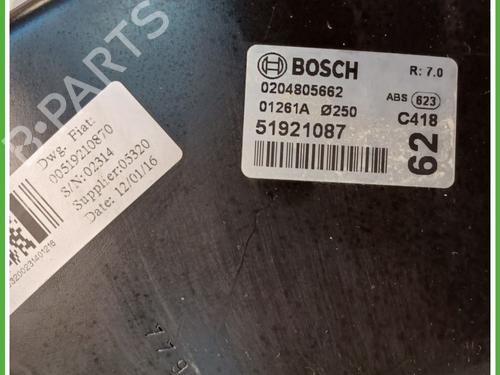 BOSCH
R: 7.0
0204805662
ABS 623
01261A Ø250
C418
51921087
62
Dwg. Fiat:
00519210870
S/N:02314
Supplier:05320
Date: 12/01/16
R-PARTS